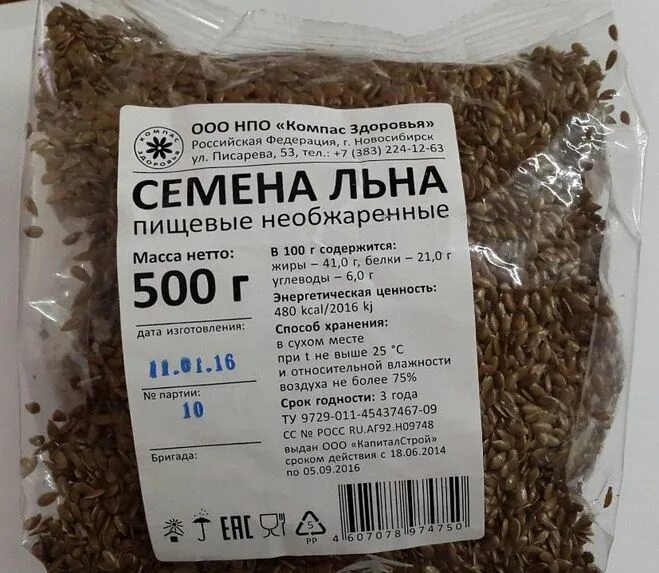 КОМПАС ЗДОРОВЬЯ
ООО НПО «Компас Здоровья»
Российская Федерация, г. Новосибирск
ул. Писарева, 53, тел.: +7 (383) 224-12-63
СЕМЕНА ЛЬНА
пищевые необжаренные
Масса нетто:
500 г
дата изготовления:
11.01.16
№ партии:
10
Бригада:
В 100 г содержится:
жиры – 41,0 г, белки – 21,0 г
углеводы – 6,0 г
Энергетическая ценность:
480 kcal/2016 kj
Способ хранения:
в сухом месте
при t не выше 25 °С
и относительной влажности
воздуха не более 75%
Срок годности: 3 года
ТУ 9729-011-45437467-09
СС № РОСС RU.АГ92.Н09748
выдан ООО «КапиталСтрой»
сроком действия с 18.06.2014
по 05.09.2016
ЕАС
5
PP
4 607078 974750